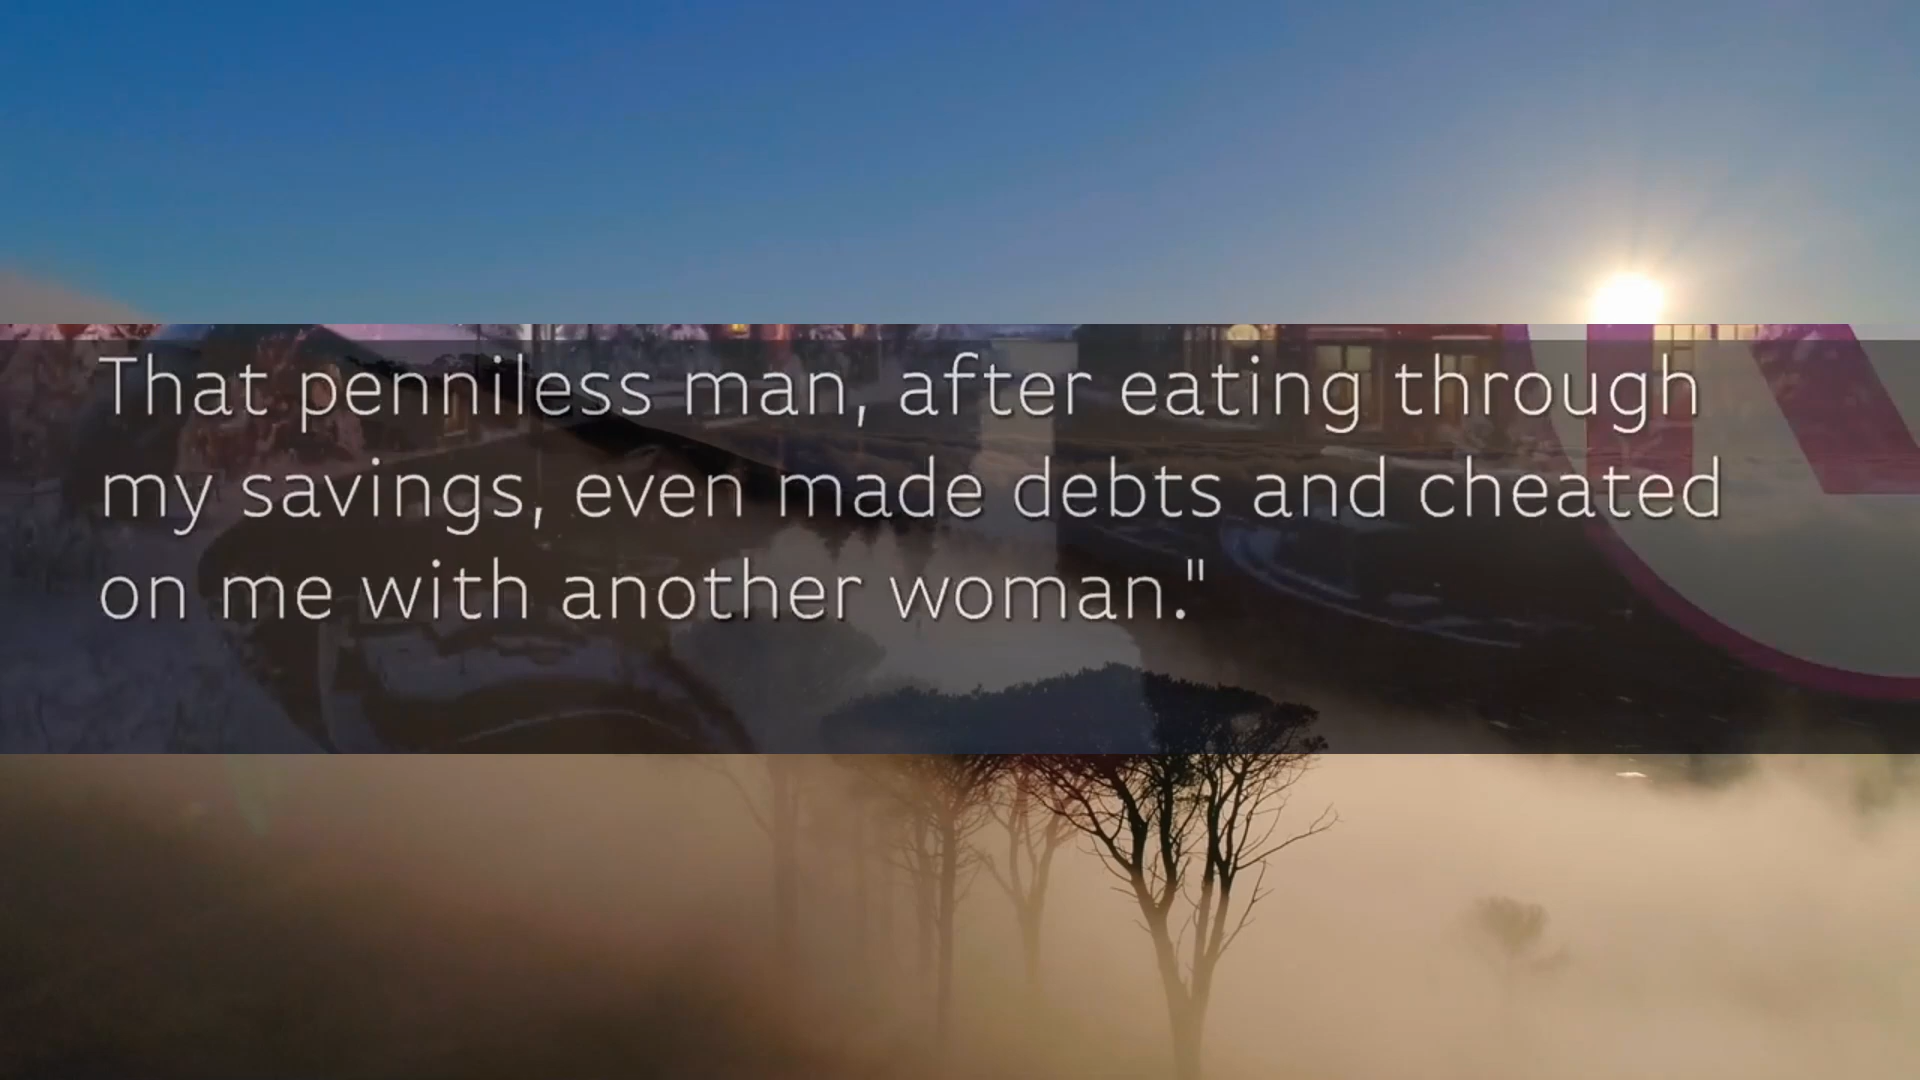 That penniless man, after eating through
my savings, even made debts and cheated
on me with another woman."